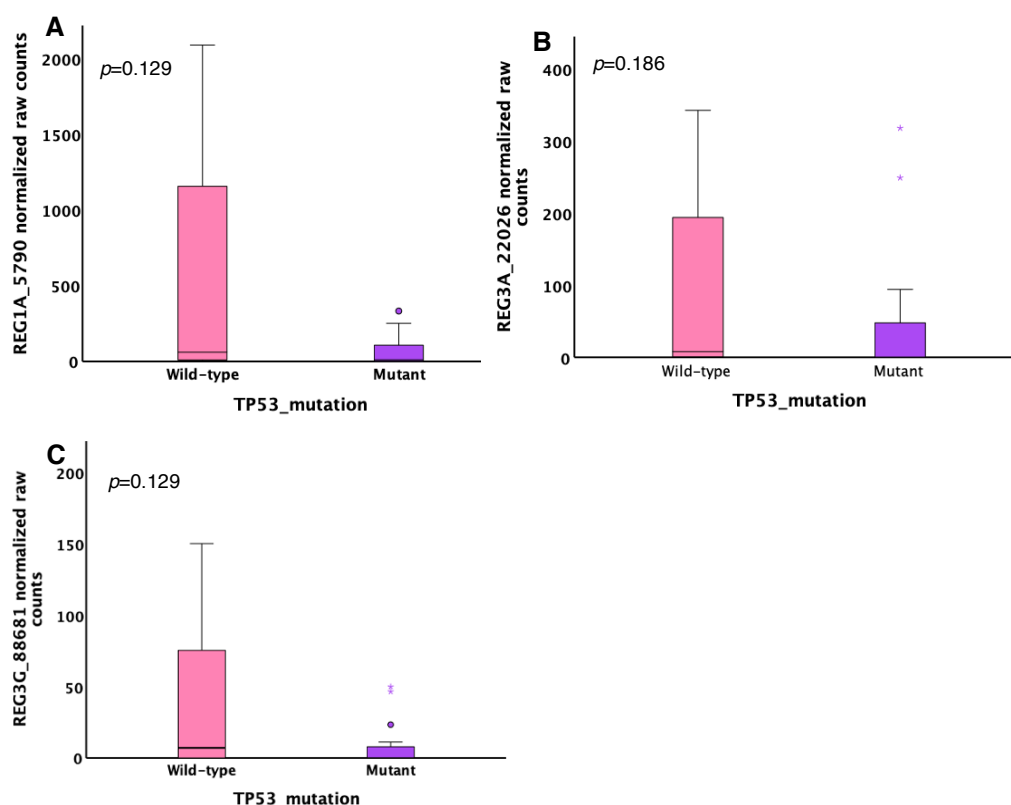 A
REG1A_5790 normalized raw counts
p=0.129
2000
1500
1000
500
0
Wild-type
Mutant
TP53_mutation
B
REG3A_22026 normalized raw
counts
p=0.186
400
300
200
100
0
Wild-type
Mutant
TP53_mutation
C
REG3G_88681 normalized raw
counts
p=0.129
200
150
100
50
0
Wild-type
Mutant
TP53 mutation